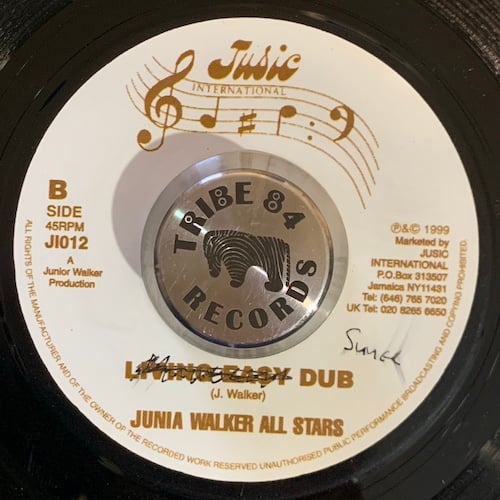 Jusic
INTERNATIONAL
B
SIDE
45RPM
JI012
A
Junior Walker
Production
TRIBE 84
RECORDS
℗&© 1999
Marketed by
JUSIC
INTERNATIONAL
P.O.Box 313507
Jamaica NY11431
Tel: (646) 765 7020
UK Tel: 020 8265 6650
LIVING EASY DUB
(J. Walker)
JUNIA WALKER ALL STARS
ALL RIGHTS OF THE MANUFACTURER AND OF THE OWNER OF THE RECORDED WORK RESERVED UNAUTHORISED PUBLIC PERFORMANCE BROADCASTING AND COPYING PROHIBITED.